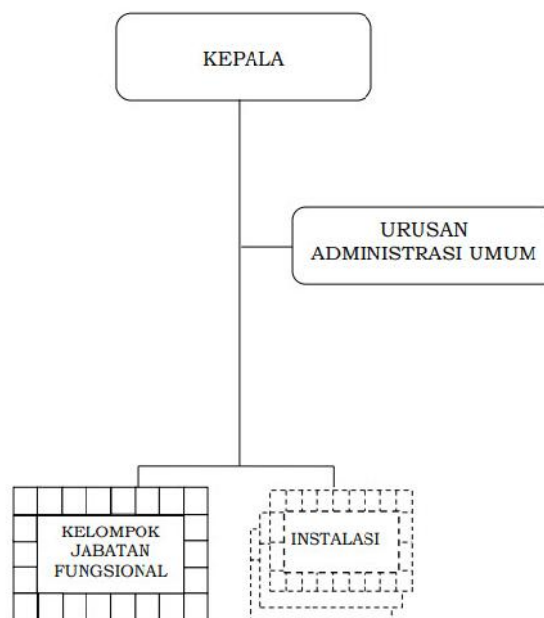 KEPALA
URUSAN
ADMINISTRASI UMUM
KELOMPOK
JABATAN
FUNGSIONAL
INSTALASI